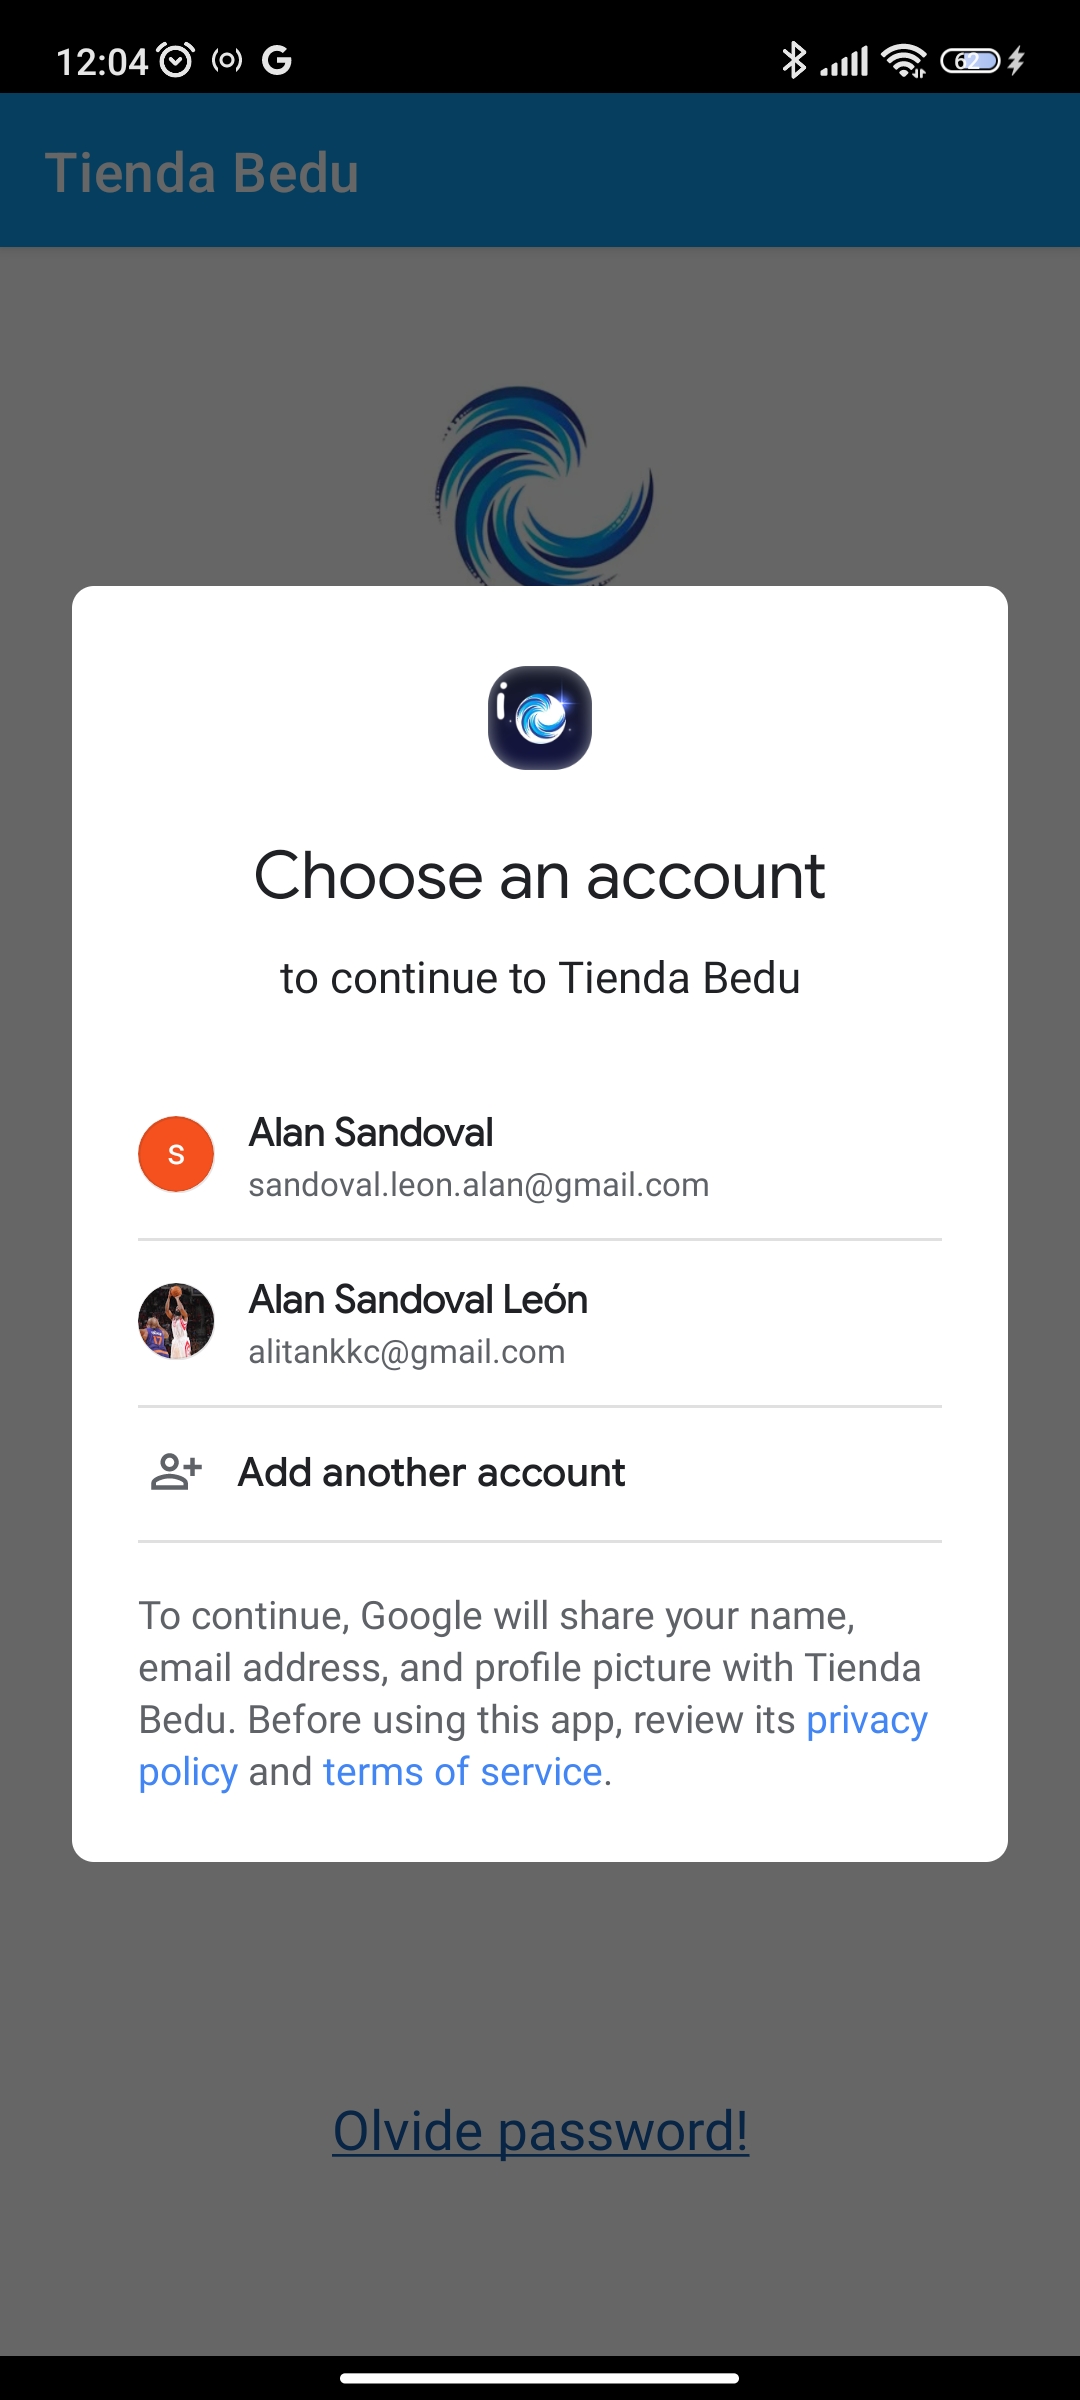 12:04
62
Tienda Bedu
Choose an account
to continue to Tienda Bedu
S
Alan Sandoval
sandoval.leon.alan@gmail.com
Alan Sandoval León
alitankkc@gmail.com
Add another account
To continue, Google will share your name,
email address, and profile picture with Tienda
Bedu. Before using this app, review its privacy
policy and terms of service.
Olvide password!